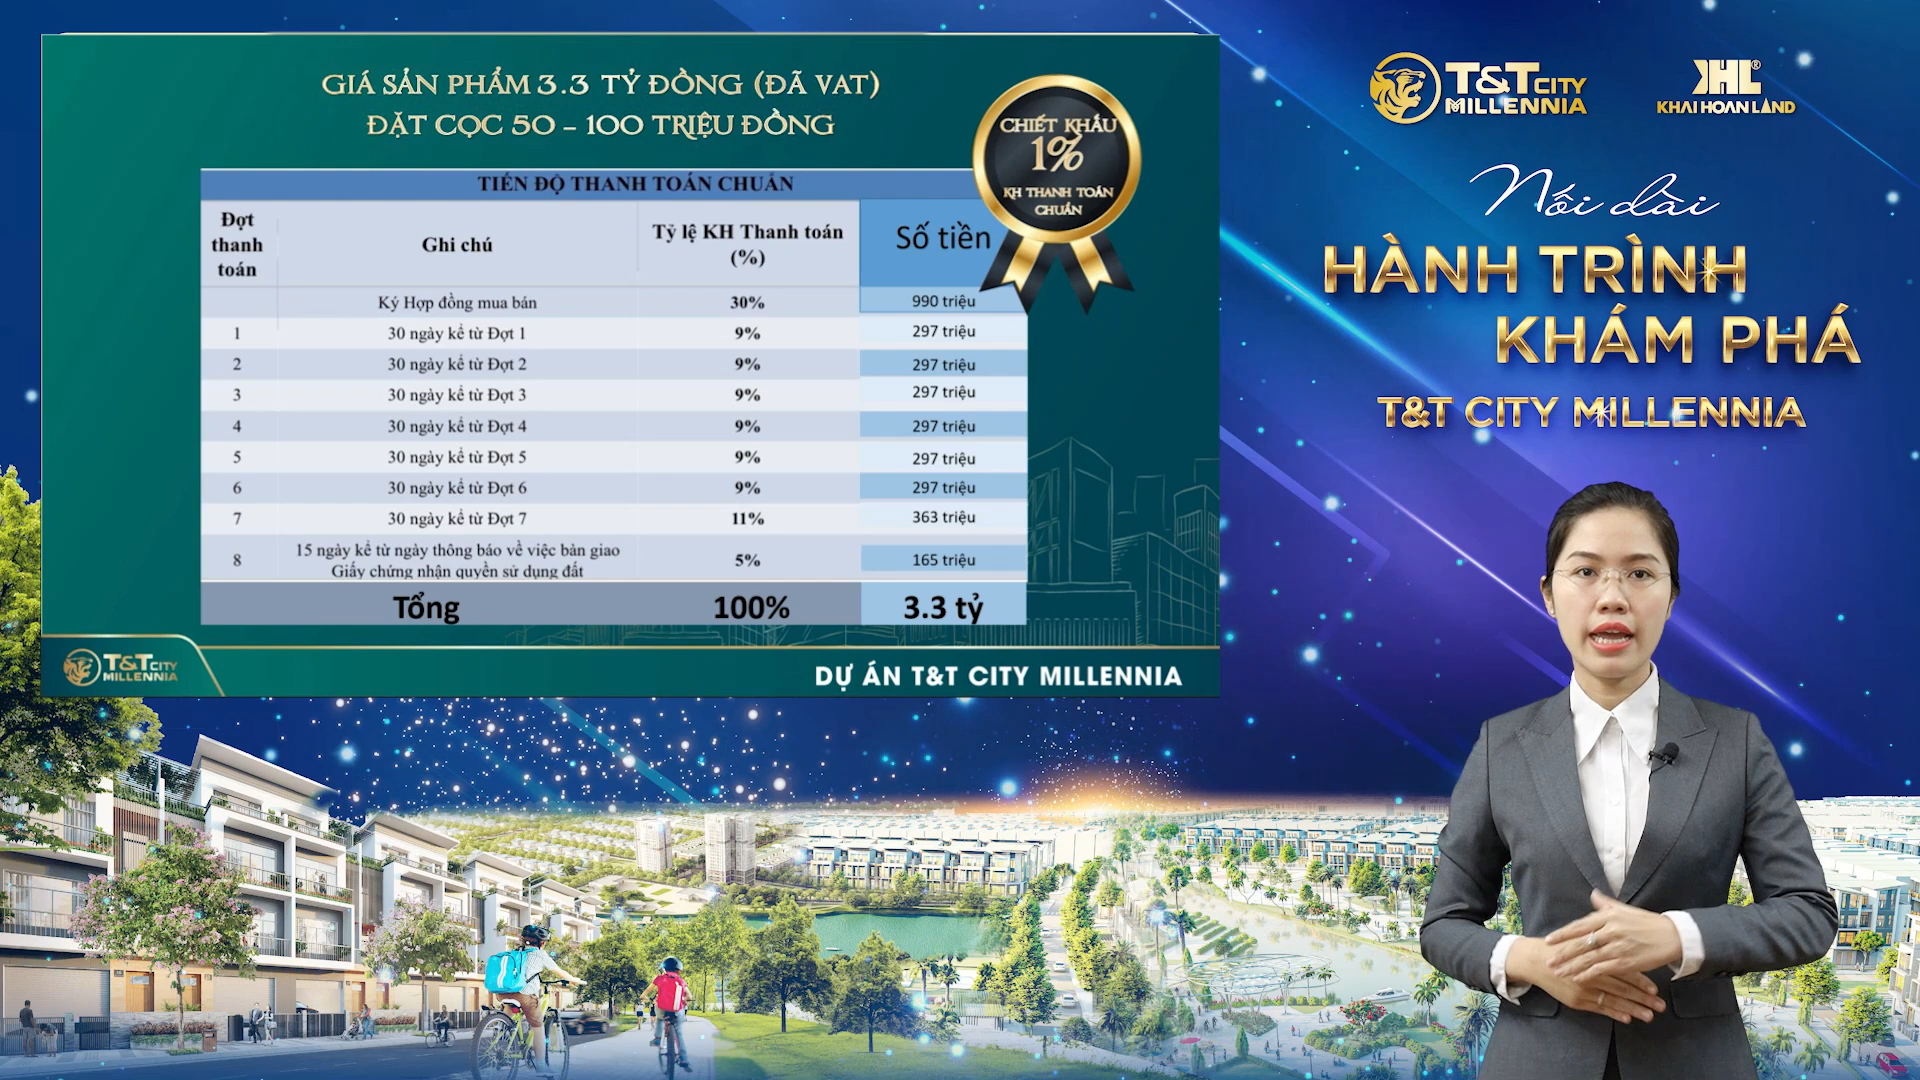 GIÁ SẢN PHẨM 3.3 TỶ ĐỒNG (ĐÃ VAT)
ĐẶT CỌC 50 – 100 TRIỆU ĐỒNG
CHIẾT KHẤU
1%
KH THANH TOÁN
CHUẨN
TIẾN ĐỘ THANH TOÁN CHUẨN
Đợt thanh toán Ghi chú Tỷ lệ KH Thanh toán (%) Số tiền
Ký Hợp đồng mua bán 30% 990 triệu
1 30 ngày kể từ Đợt 1 9% 297 triệu
2 30 ngày kể từ Đợt 2 9% 297 triệu
3 30 ngày kể từ Đợt 3 9% 297 triệu
4 30 ngày kể từ Đợt 4 9% 297 triệu
5 30 ngày kể từ Đợt 5 9% 297 triệu
6 30 ngày kể từ Đợt 6 9% 297 triệu
7 30 ngày kể từ Đợt 7 11% 363 triệu
8 15 ngày kể từ ngày thông báo về việc bàn giao Giấy chứng nhận quyền sử dụng đất 5% 165 triệu
Tổng 100% 3.3 tỷ
T&T CITY
MILLENNIA
DỰ ÁN T&T CITY MILLENNIA
T&T CITY
MILLENNIA
KHL®
KHAI HOAN LAND
Nối dài
HÀNH TRÌNH
KHÁM PHÁ
T&T CITY MILLENNIA